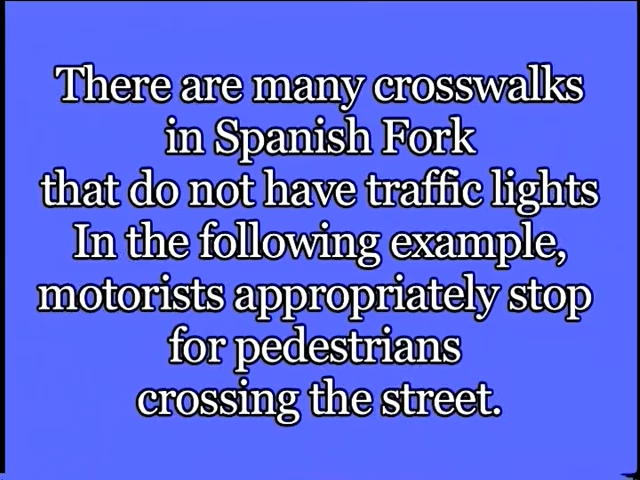 There are many crosswalks
in Spanish Fork
that do not have traffic lights
In the following example,
motorists appropriately stop
for pedestrians
crossing the street.